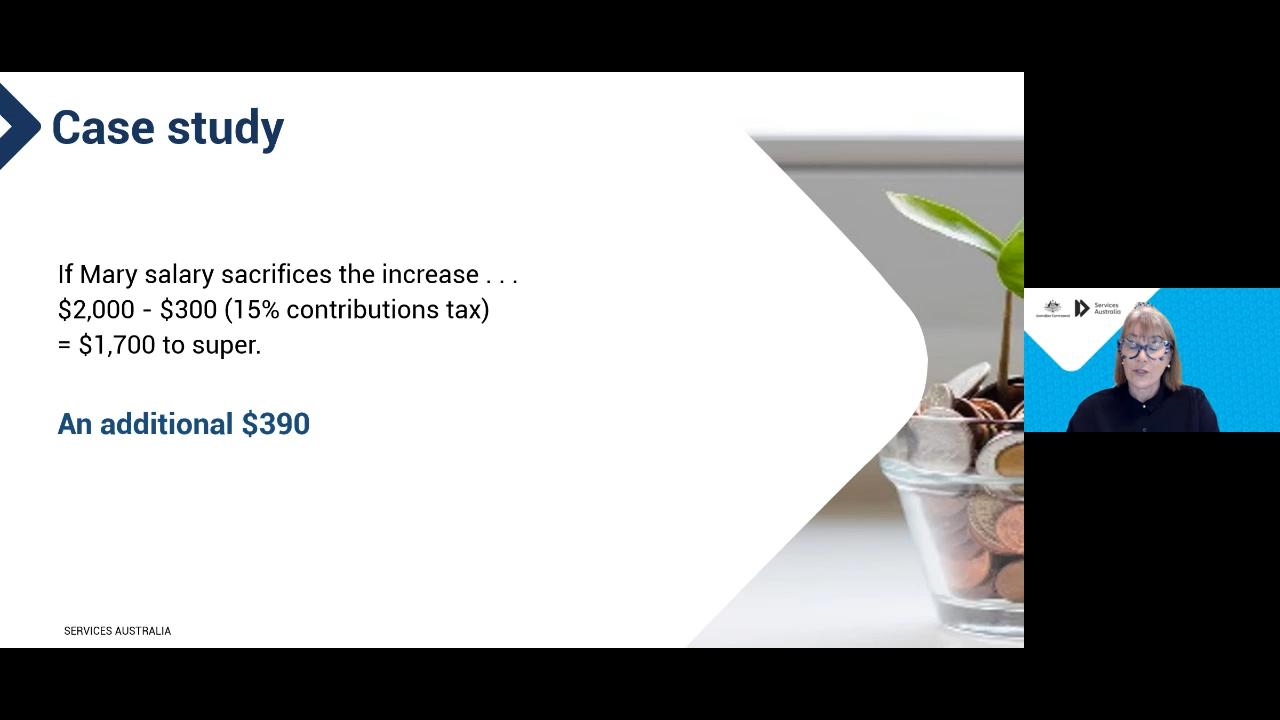 Case study
If Mary salary sacrifices the increase . . .
$2,000 - $300 (15% contributions tax)
= $1,700 to super.
An additional $390
SERVICES AUSTRALIA
Services
Australia